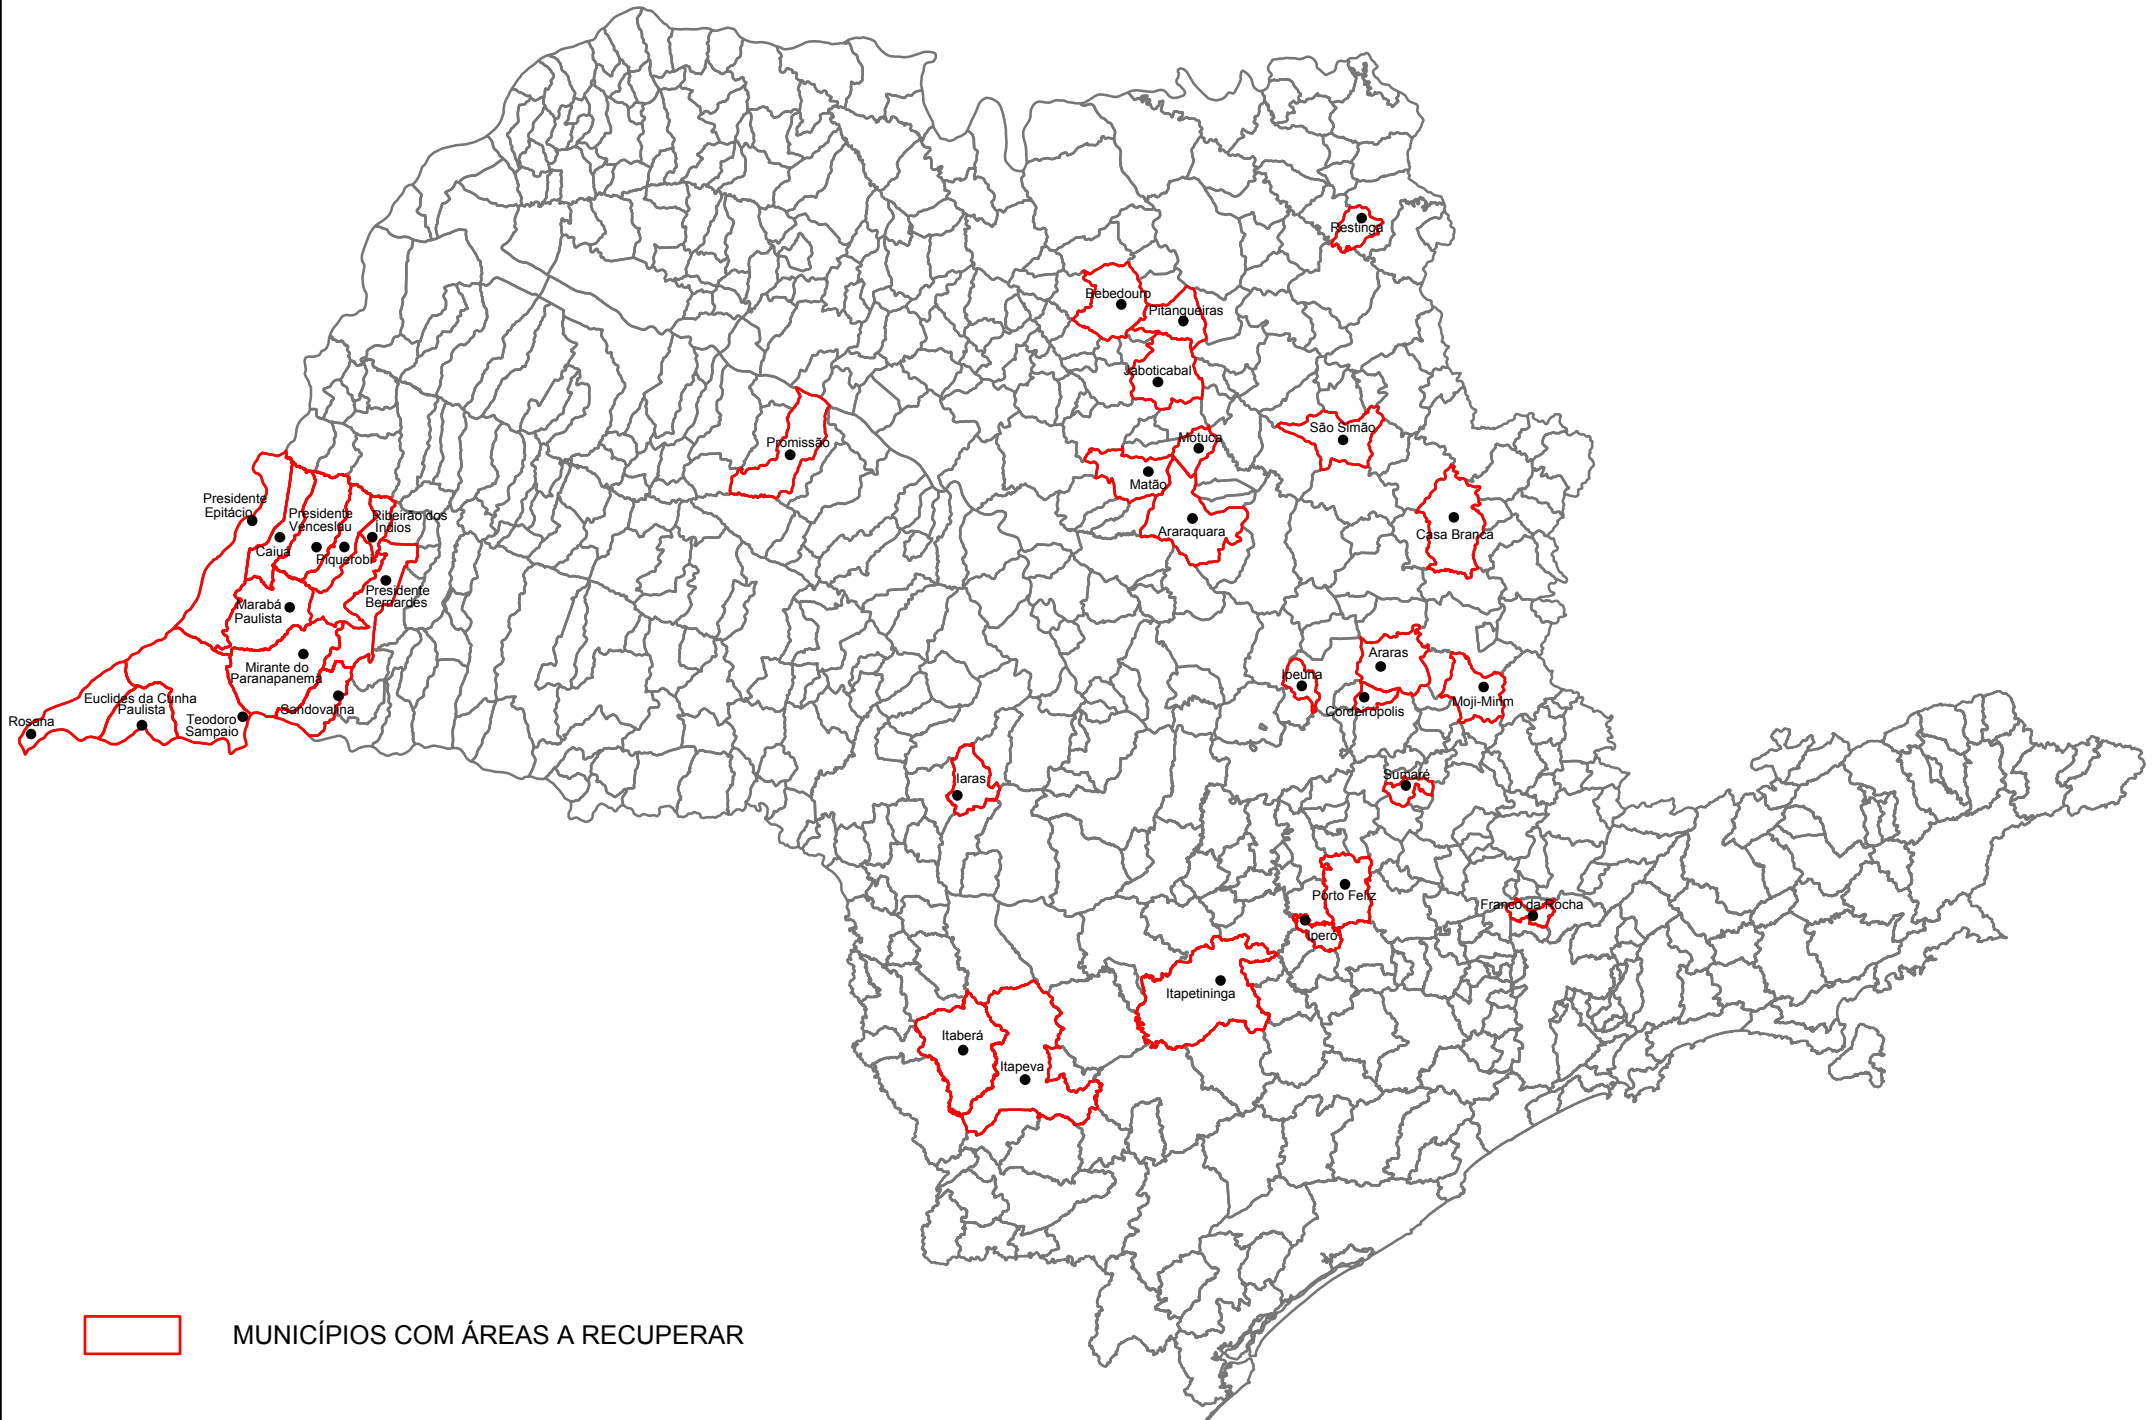 Restinga
Bebedouro
Pitangueiras
Jaboticabal
São Simão
Motuca
Promissão
Matão
Presidente
Epitácio
Presidente
Venceslau
Ribeirão dos
Índios
Araraquara
Casa Branca
Caiuá
Piquerobi
Presidente
Bernardes
Marabá
Paulista
Araras
Mirante do
Paranapanema
Ipeúna
Moji-Mirim
Euclides da Cunha
Paulista
Sandovalina
Cordeirópolis
Rosana
Teodoro
Sampaio
Iaras
Sumaré
Porto Feliz
Franco da Rocha
Iperó
Itapetininga
Itaberá
Itapeva
MUNICÍPIOS COM ÁREAS A RECUPERAR